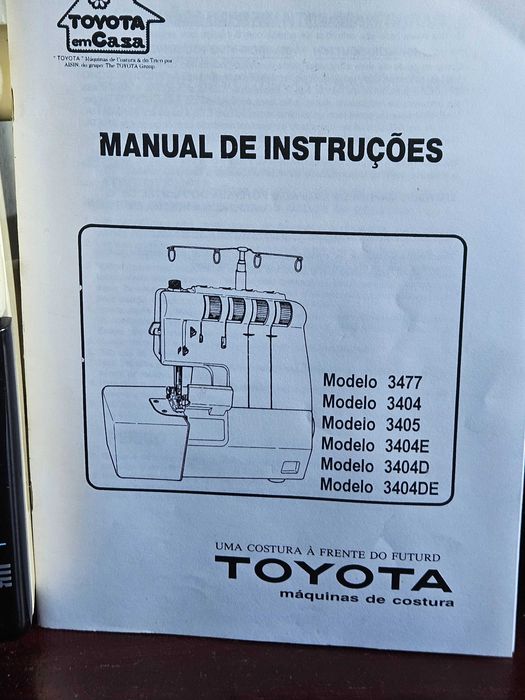 TOYOTA
em Casa
" TOYOTA " Máquinas de Costura & do Trico por
AISIN, do grupo: The TOYOTA Group.
MANUAL DE INSTRUÇÕES
Modelo 3477
Modelo 3404
Modelo 3405
Modelo 3404E
Modelo 3404D
Modelo 3404DE
UMA COSTURA À FRENTE DO FUTURD
TOYOTA
máquinas de costura